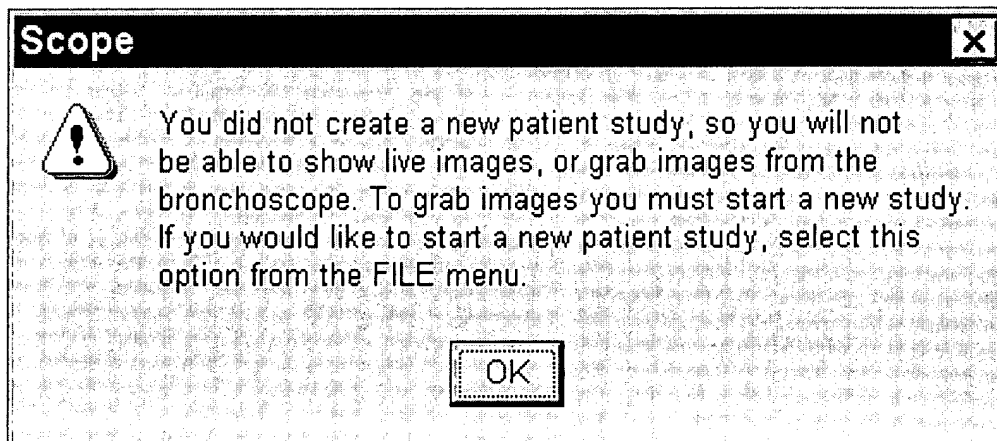 Scope
You did not create a new patient study, so you will not
be able to show live images, or grab images from the
bronchoscope. To grab images you must start a new study.
If you would like to start a new patient study, select this
option from the FILE menu.
OK